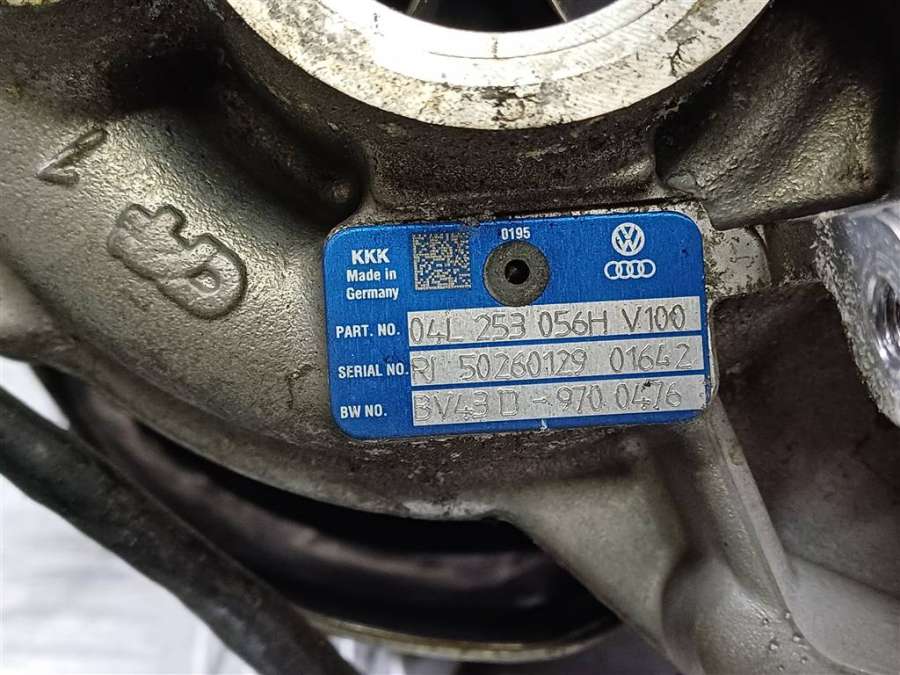 0195
KKK
Made in
Germany
PART. NO. 04L 253 056H V100
SERIAL NO. RJ 50260129 01642
BW NO. BV43 D - 970 0476